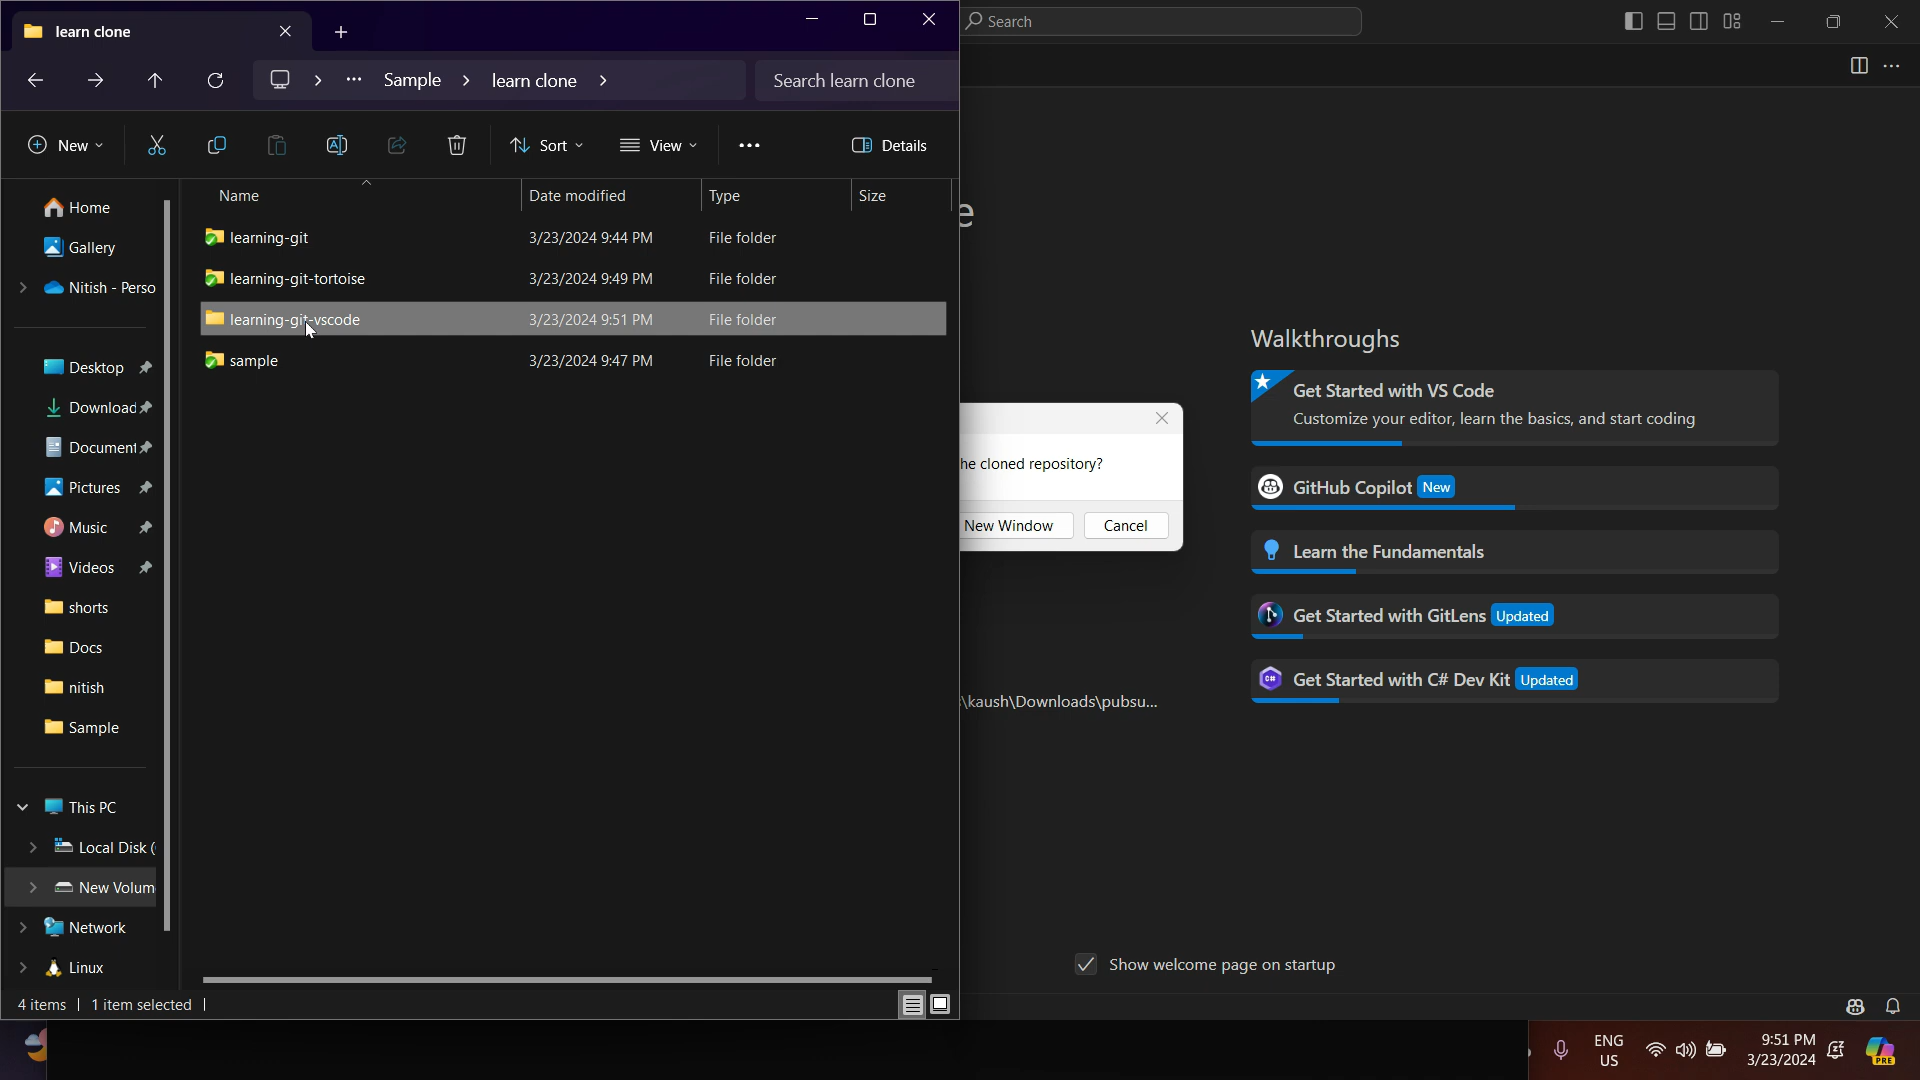 learn clone
Sample
learn clone
Search learn clone
New
Sort
View
Details
Name
Date modified
Type
Size
learning-git
3/23/2024 9:44 PM
File folder
learning-git-tortoise
3/23/2024 9:49 PM
File folder
learning-git-vscode
3/23/2024 9:51 PM
File folder
sample
3/23/2024 9:47 PM
File folder
Home
Gallery
Nitish - Perso
Desktop
Download
Document
Pictures
Music
Videos
shorts
Docs
nitish
Sample
This PC
Local Disk (
New Volum
Network
Linux
4 items
1 item selected
Search
e
he cloned repository?
New Window
Cancel
\kaush\Downloads\pubsu...
Walkthroughs
Get Started with VS Code
Customize your editor, learn the basics, and start coding
GitHub Copilot New
Learn the Fundamentals
Get Started with GitLens Updated
C# Get Started with C# Dev Kit Updated
Show welcome page on startup
ENG
US
9:51 PM
3/23/2024
PRE